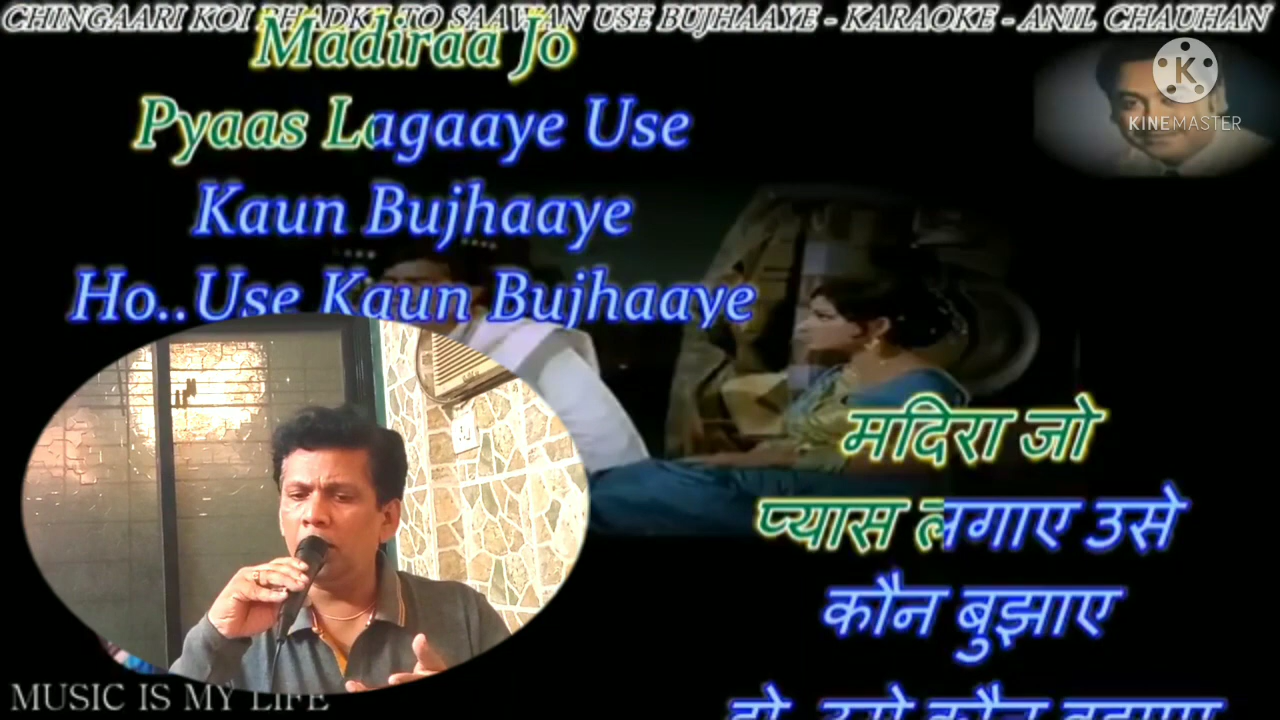 CHINGAARI KOI BHADKE TO SAAWAN USE BUJHAAYE - KARAOKE - ANIL CHAUHAN
Madiraa Jo
Pyaas Lagaaye Use
Kaun Bujhaaye
Ho..Use Kaun Bujhaaye
K
KINEMASTER
मदिरा जो
प्यास लगाए उसे
कौन बुझाए
हो..उसे कौन बुझाए
MUSIC IS MY LIFE